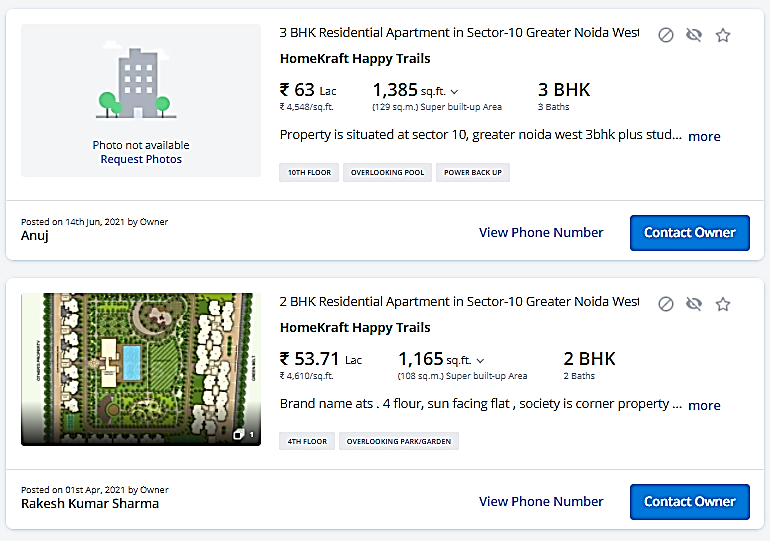 3 BHK Residential Apartment in Sector-10 Greater Noida West
HomeKraft Happy Trails
₹ 63 Lac
₹ 4,548/sq.ft.
1,385 sq.ft.
(129 sq.m.) Super built-up Area
3 BHK
3 Baths
Photo not available
Request Photos
Property is situated at sector 10, greater noida west 3bhk plus stud... more
10TH FLOOR OVERLOOKING POOL POWER BACK UP
Posted on 14th Jun, 2021 by Owner
Anuj
View Phone Number
Contact Owner
2 BHK Residential Apartment in Sector-10 Greater Noida West
HomeKraft Happy Trails
₹ 53.71 Lac
₹ 4,610/sq.ft.
1,165 sq.ft.
(108 sq.m.) Super built-up Area
2 BHK
2 Baths
OTHER'S PROPERTY
GREEN BELT
1
Brand name ats . 4 flour, sun facing flat , society is corner property ... more
4TH FLOOR OVERLOOKING PARK/GARDEN
Posted on 01st Apr, 2021 by Owner
Rakesh Kumar Sharma
View Phone Number
Contact Owner